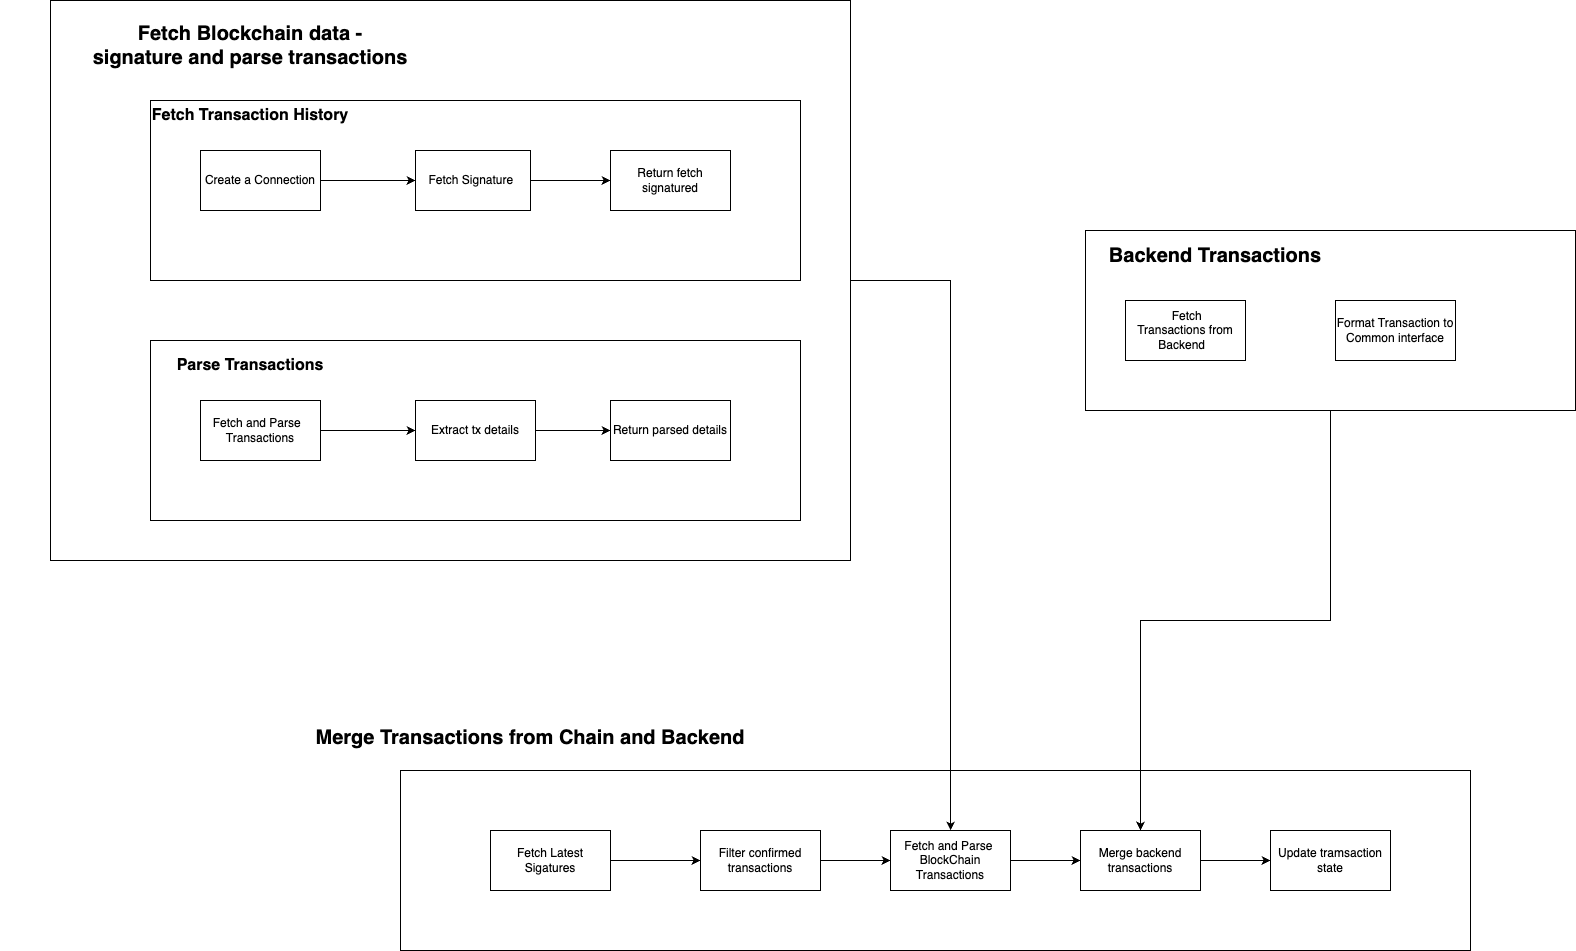 Fetch Blockchain data -
signature and parse transactions
Fetch Transaction History
Create a Connection
Fetch Signature
Return fetch
signatured
Parse Transactions
Fetch and Parse
Transactions
Extract tx details
Return parsed details
Backend Transactions
Fetch
Transactions from
Backend
Format Transaction to
Common interface
Merge Transactions from Chain and Backend
Fetch Latest
Sigatures
Filter confirmed
transactions
Fetch and Parse
BlockChain
Transactions
Merge backend
transactions
Update tramsaction
state